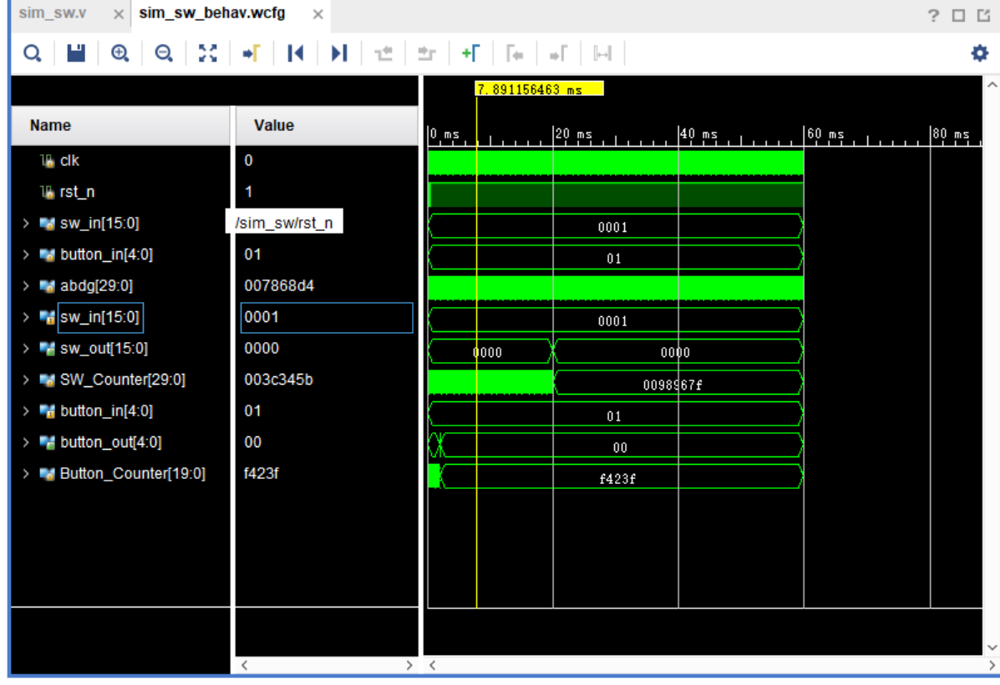 sim_sw.v × sim_sw_behav.wcfg × ?
7.891156463 ms
Name Value
0 ms 20 ms 40 ms 60 ms 80 ms
clk 0
rst_n 1
sw_in[15:0] /sim_sw/rst_n 0001
button_in[4:0] 01 01
abdg[29:0] 007868d4
sw_in[15:0] 0001 0001
sw_out[15:0] 0000 0000 0000
SW_Counter[29:0] 003c345b 0098967f
button_in[4:0] 01 01
button_out[4:0] 00 00
Button_Counter[19:0] f423f f423f